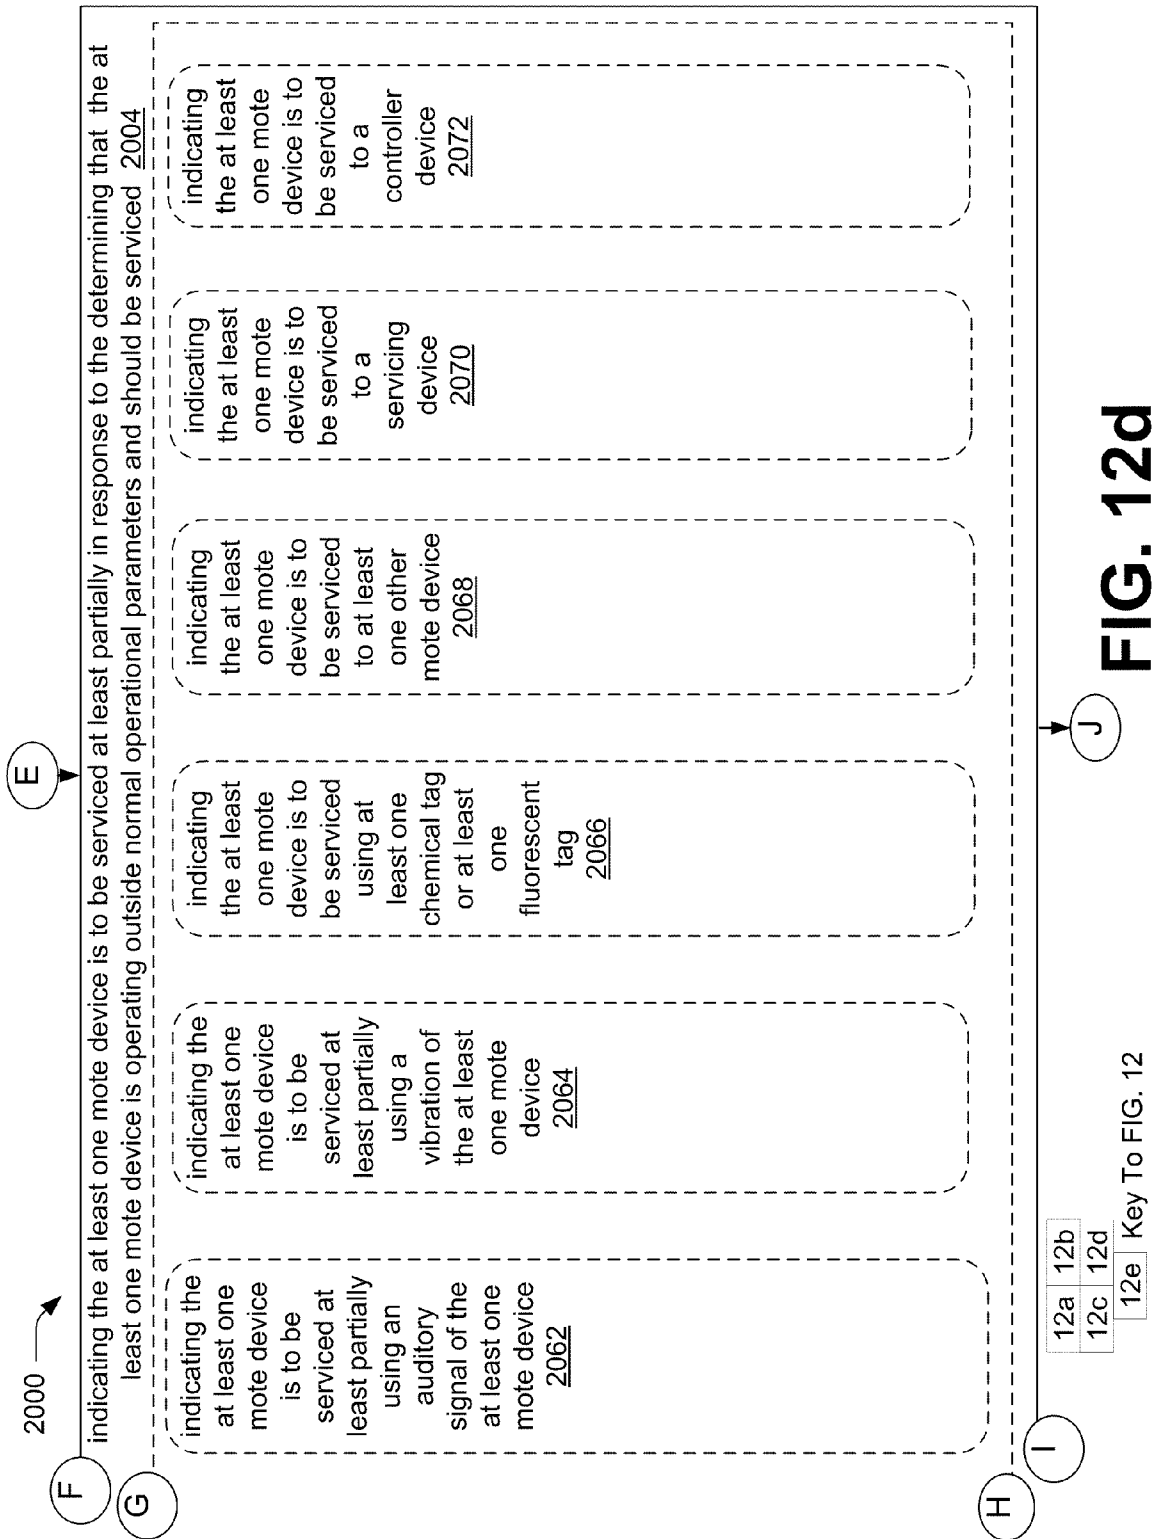 2000
E
F
indicating the at least one mote device is to be serviced at least partially in response to the determining that the at
least one mote device is operating outside normal operational parameters and should be serviced 2004
G
indicating the
at least one
mote device
is to be
serviced at
least partially
using an
auditory
signal of the
at least one
mote device
2062
indicating the
at least one
mote device
is to be
serviced at
least partially
using a
vibration of
the at least
one mote
device
2064
indicating
the at least
one mote
device is to
be serviced
using at
least one
chemical tag
or at least
one
fluorescent
tag
2066
indicating
the at least
one mote
device is to
be serviced
to at least
one other
mote device
2068
indicating
the at least
one mote
device is to
be serviced
to a
servicing
device
2070
indicating
the at least
one mote
device is to
be serviced
to a
controller
device
2072
H
I
J
12a 12b
12c 12d
12e Key To FIG. 12
FIG. 12d